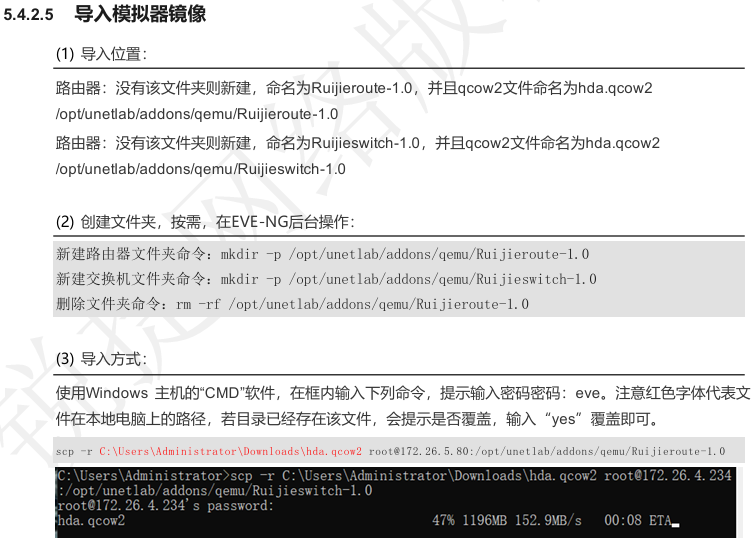 5.4.2.5 导入模拟器镜像
(1) 导入位置：
路由器：没有该文件夹则新建，命名为Ruijieroute-1.0，并且qcow2文件命名为hda.qcow2
/opt/unetlab/addons/qemu/Ruijieroute-1.0
路由器：没有该文件夹则新建，命名为Ruijieswitch-1.0，并且qcow2文件命名为hda.qcow2
/opt/unetlab/addons/qemu/Ruijieswitch-1.0
(2) 创建文件夹，按需，在EVE-NG后台操作：
新建路由器文件夹命令：mkdir -p /opt/unetlab/addons/qemu/Ruijieroute-1.0
新建交换机文件夹命令：mkdir -p /opt/unetlab/addons/qemu/Ruijieswitch-1.0
删除文件夹命令：rm -rf /opt/unetlab/addons/qemu/Ruijieroute-1.0
(3) 导入方式：
使用Windows 主机的“CMD”软件，在框内输入下列命令，提示输入密码密码：eve。注意红色字体代表文
件在本地电脑上的路径，若目录已经存在该文件，会提示是否覆盖，输入“yes”覆盖即可。
scp -r C:\Users\Administrator\Downloads\hda.qcow2 root@172.26.5.80:/opt/unetlab/addons/qemu/Ruijieroute-1.0
C:\Users\Administrator>scp -r C:\Users\Administrator\Downloads\hda.qcow2 root@172.26.4.234
:/opt/unetlab/addons/qemu/Ruijieswitch-1.0
root@172.26.4.234's password:
hda.qcow2 47% 1196MB 152.9MB/s 00:08 ETA
锐捷网络版